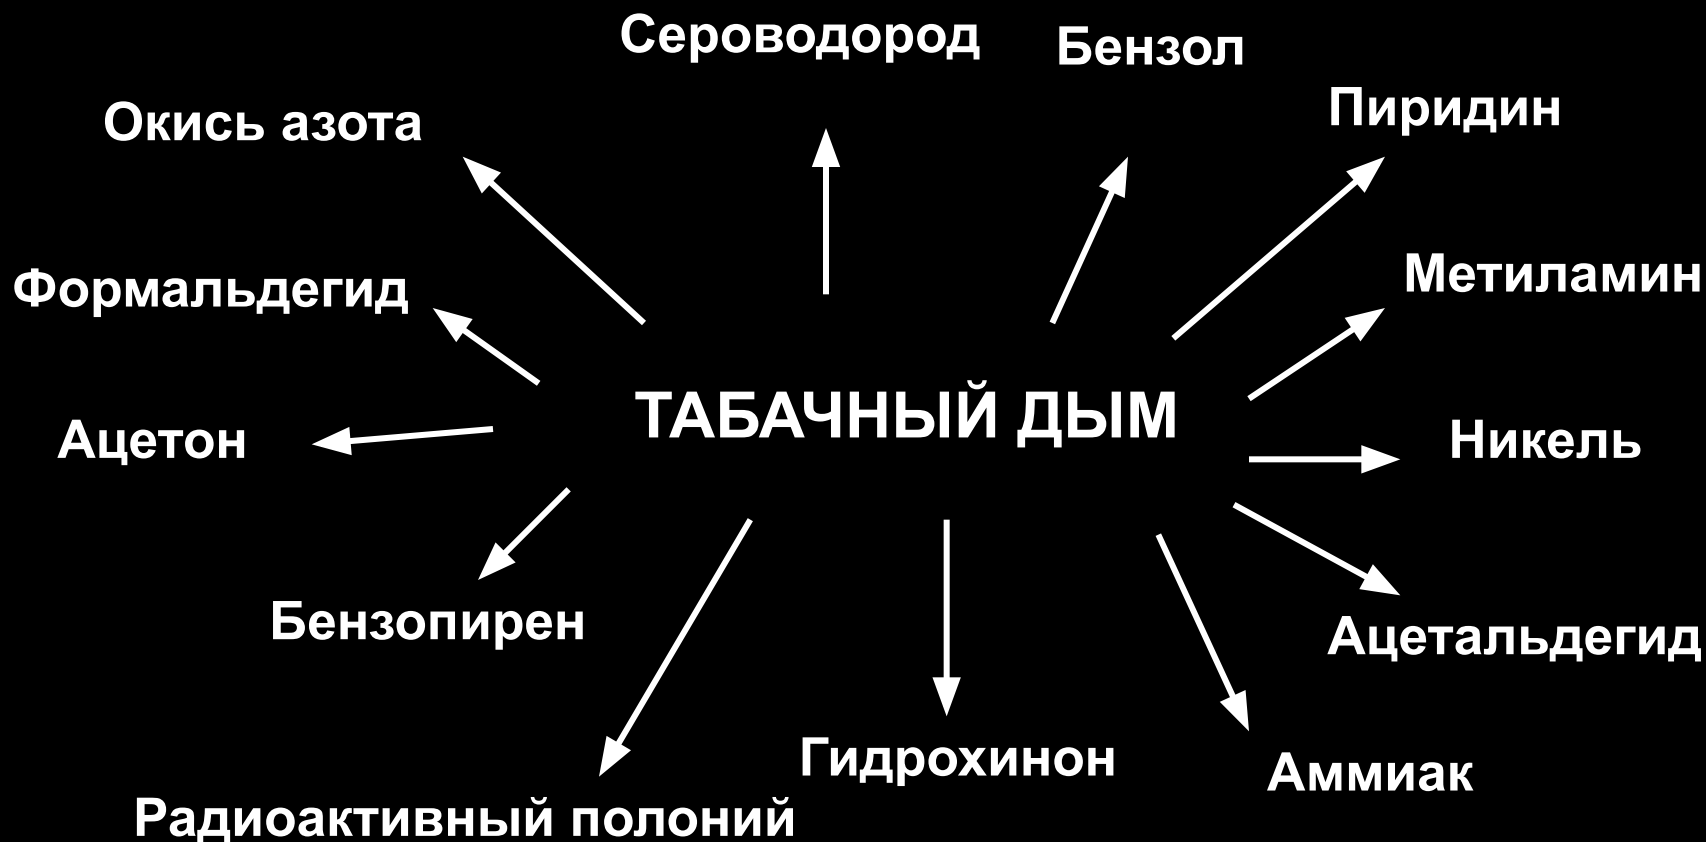 Сероводород
Бензол
Окись азота
Пиридин
Формальдегид
Метиламин
ТАБАЧНЫЙ ДЫМ
Ацетон
Никель
Бензопирен
Ацетальдегид
Гидрохинон
Аммиак
Радиоактивный полоний